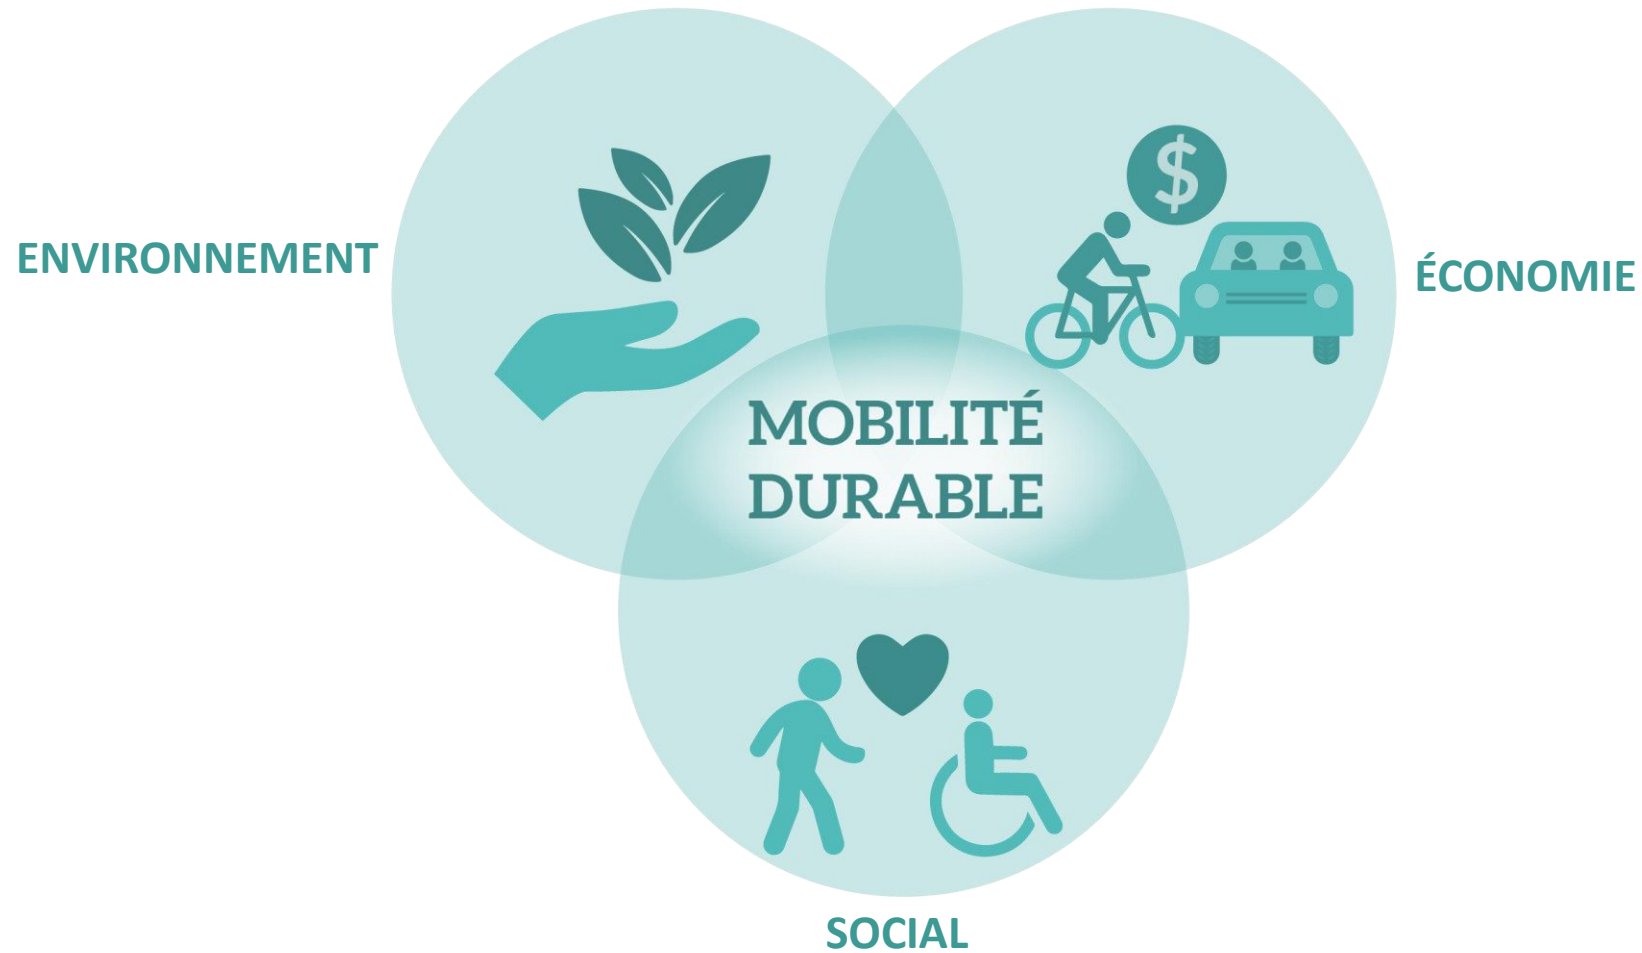 ENVIRONNEMENT
$
ÉCONOMIE
MOBILITÉ
DURABLE
SOCIAL